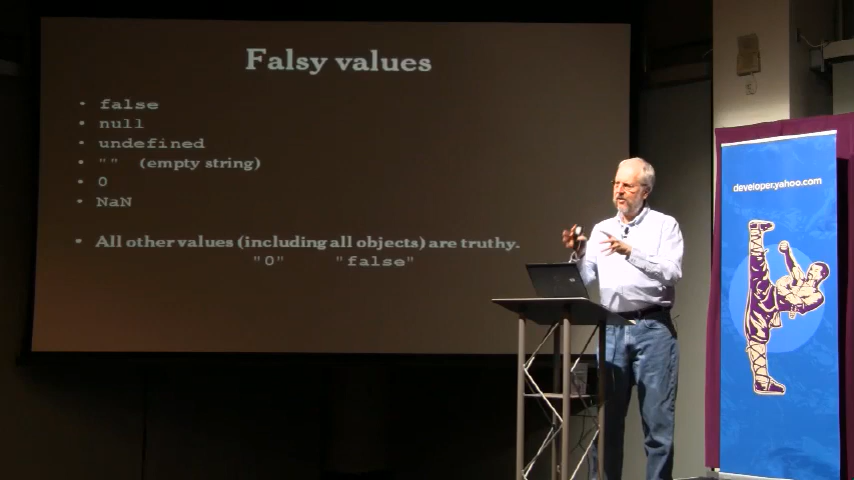 Falsy values
• false
• null
• undefined
• "" (empty string)
• 0
• NaN
• All other values (including all objects) are truthy.
"0" "false"
developer.yahoo.com